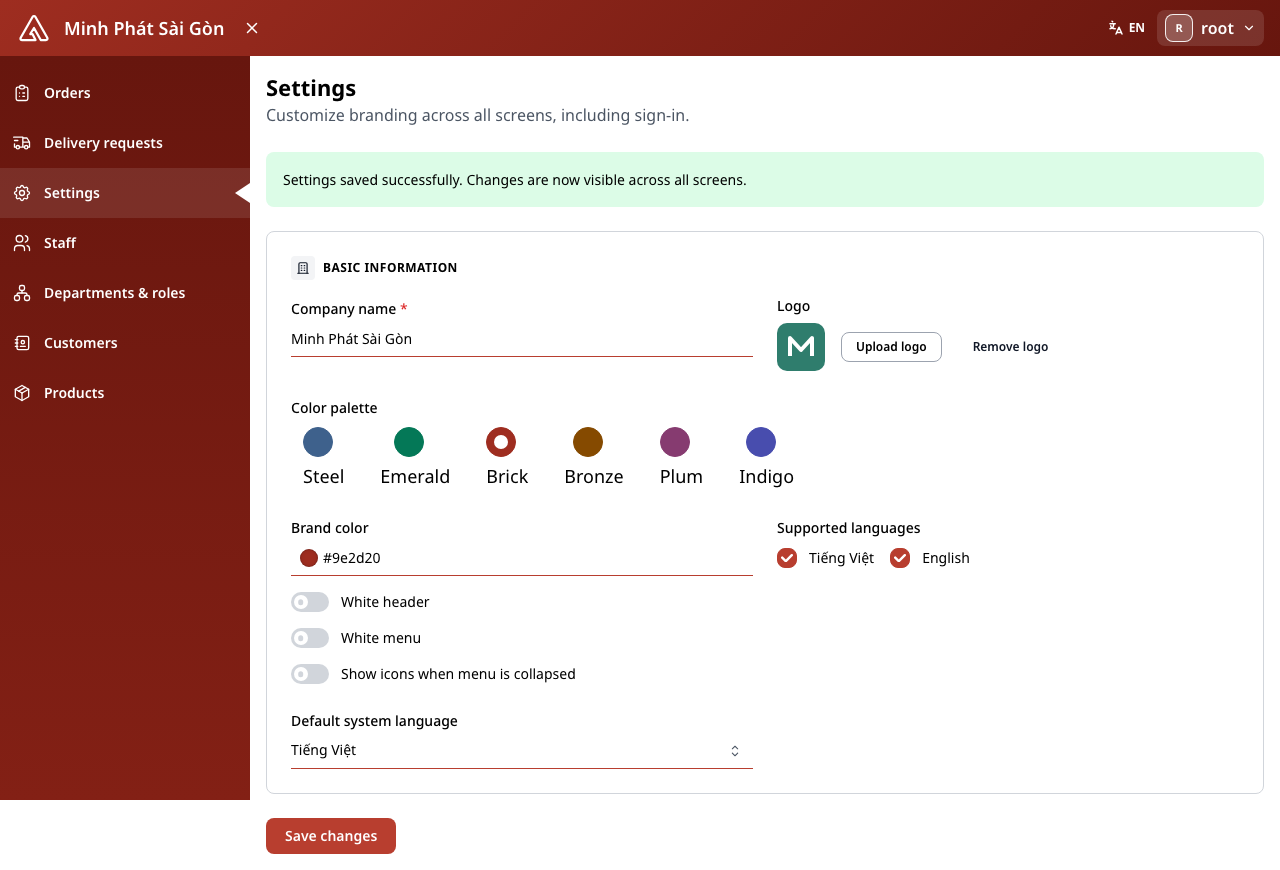 Minh Phát Sài Gòn
EN
R
root
Orders
Delivery requests
Settings
Staff
Departments & roles
Customers
Products
Settings
Customize branding across all screens, including sign-in.
Settings saved successfully. Changes are now visible across all screens.
BASIC INFORMATION
Company name *
Minh Phát Sài Gòn
Logo
M
Upload logo
Remove logo
Color palette
Steel
Emerald
Brick
Bronze
Plum
Indigo
Brand color
#9e2d20
Supported languages
Tiếng Việt
English
White header
White menu
Show icons when menu is collapsed
Default system language
Tiếng Việt
Save changes